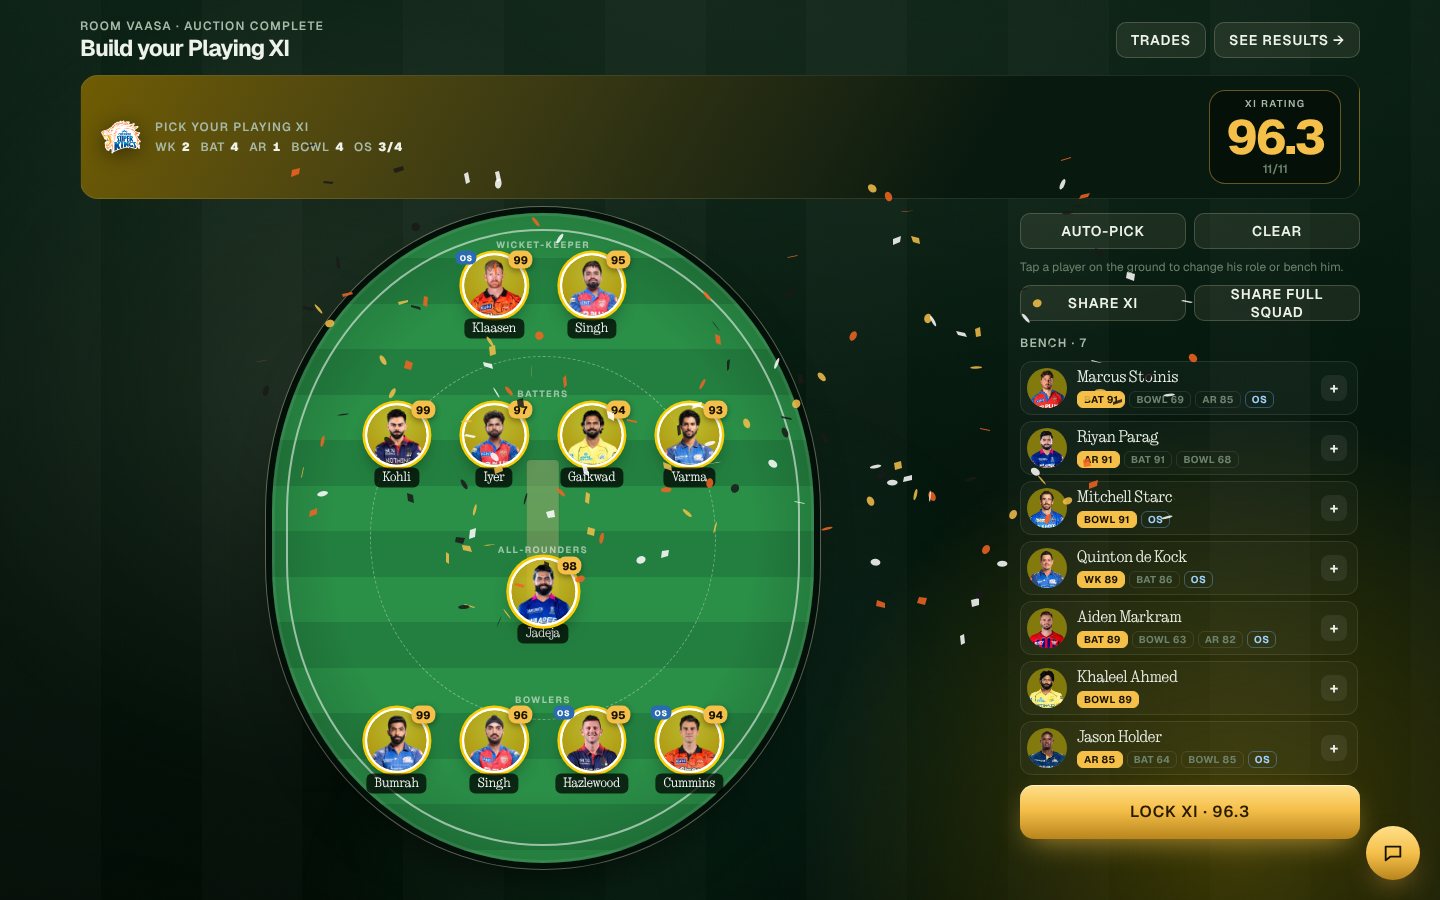 ROOM VAASA · AUCTION COMPLETE
Build your Playing XI
TRADES
SEE RESULTS →
PICK YOUR PLAYING XI
WK 2 BAT 4 AR 1 BOWL 4 OS 3/4
XI RATING
96.3
11/11
WICKET-KEEPER
OS 99
Klaasen
95
Singh
BATTERS
99
Kohli
97
Iyer
94
Gaikwad
93
Varma
ALL-ROUNDERS
98
Jadeja
BOWLERS
99
Bumrah
96
Singh
OS 95
Hazlewood
OS 94
Cummins
AUTO-PICK
CLEAR
Tap a player on the ground to change his role or bench him.
SHARE XI
SHARE FULL
SQUAD
BENCH · 7
Marcus Stoinis
BAT 91 BOWL 69 AR 85 OS
+
Riyan Parag
AR 91 BAT 91 BOWL 68
+
Mitchell Starc
BOWL 91 OS
+
Quinton de Kock
WK 89 BAT 86 OS
+
Aiden Markram
BAT 89 BOWL 63 AR 82 OS
+
Khaleel Ahmed
BOWL 89
+
Jason Holder
AR 85 BAT 64 BOWL 85 OS
+
LOCK XI · 96.3